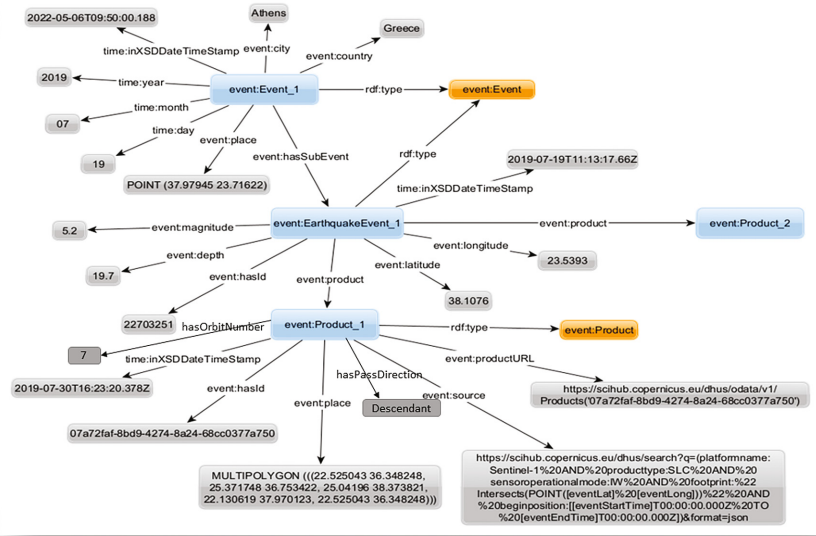 2022-05-06T09:50:00.188
Athens
Greece
time:inXSDDateTimeStamp
event:city
event:country
2019
time:year
event:Event_1
rdf:type
event:Event
time:month
07
time:day
event:place
19
event:hasSubEvent
rdf:type
2019-07-19T11:13:17.66Z
POINT (37.97945 23.71622)
time:inXSDDateTimeStamp
5.2
event:magnitude
event:EarthquakeEvent_1
event:product
event:Product_2
event:depth
event:longitude
23.5393
19.7
event:hasId
event:product
event:latitude
38.1076
22703251
hasOrbitNumber
event:Product_1
rdf:type
event:Product
7
time:inXSDDateTimeStamp
event:productURL
2019-07-30T16:23:20.378Z
event:hasId
hasPassDirection
event:place
event:source
Descendant
https://scihub.copernicus.eu/dhus/odata/v1/
Products('07a72faf-8bd9-4274-8a24-68cc0377a750')
07a72faf-8bd9-4274-8a24-68cc0377a750
MULTIPOLYGON (((22.525043 36.348248,
25.371748 36.753422, 25.04196 38.373821,
22.130619 37.970123, 22.525043 36.348248)))
https://scihub.copernicus.eu/dhus/search?q=(platformname:
Sentinel-1%20AND%20producttype:SLC%20AND%20
sensoroperationalmode:IW%20AND%20footprint:%22
Intersects(POINT([eventLat]%20[eventLong]))%22%20AND
%20beginposition:[[eventStartTime]T00:00:00.000Z%20TO
%20[eventEndTime]T00:00:00.000Z])&format=json